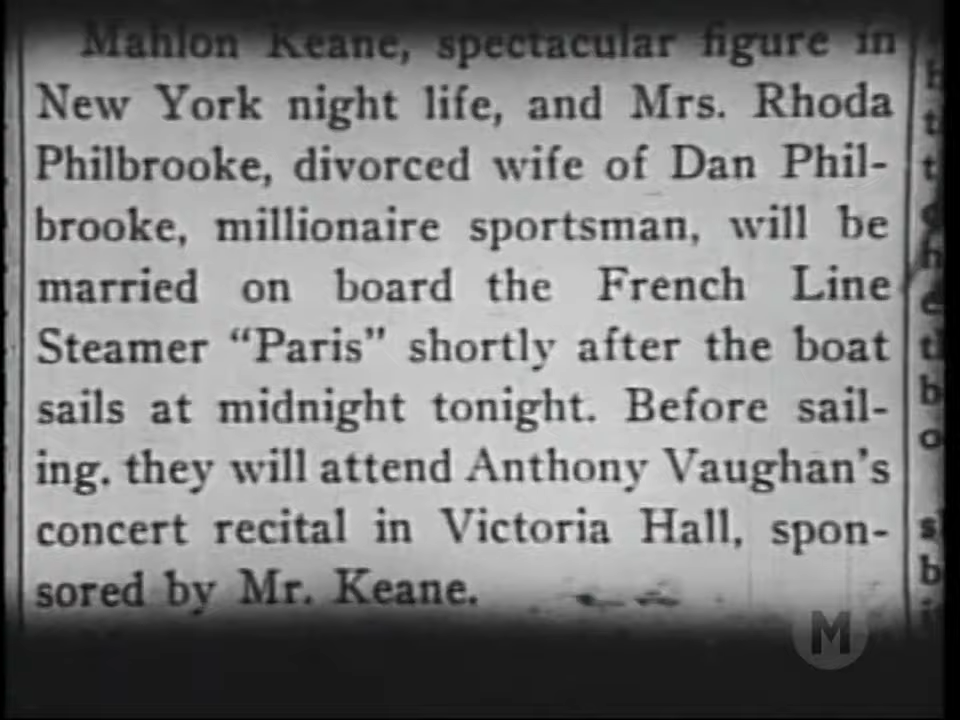 Mahlon Keane, spectacular figure in
New York night life, and Mrs. Rhoda
Philbrooke, divorced wife of Dan Phil-
brooke, millionaire sportsman, will be
married on board the French Line
Steamer “Paris” shortly after the boat
sails at midnight tonight. Before sail-
ing, they will attend Anthony Vaughan’s
concert recital in Victoria Hall, spon-
sored by Mr. Keane.
M